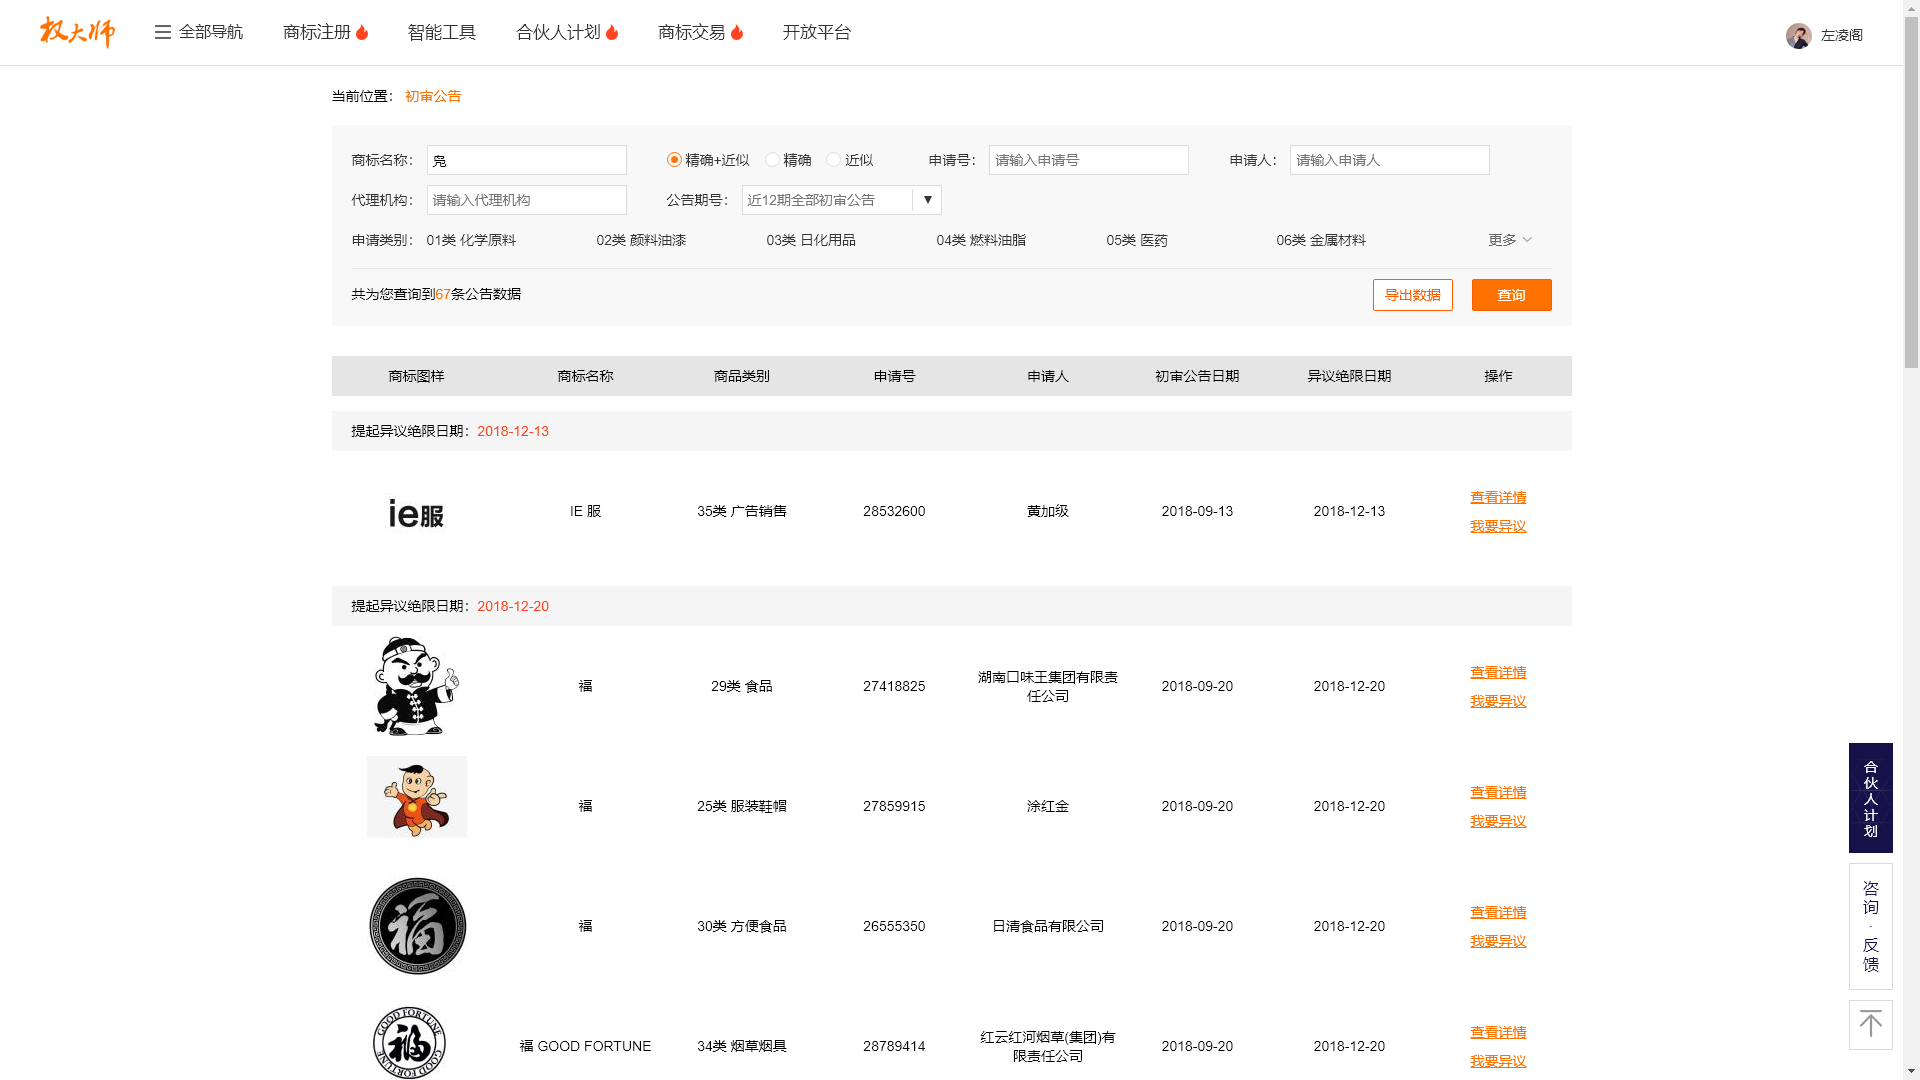 权大师 全部导航 商标注册 智能工具 合伙人计划 商标交易 开放平台 左凌阁
当前位置： 初审公告
商标名称： 凫 精确+近似 精确 近似 申请号： 请输入申请号 申请人： 请输入申请人
代理机构： 请输入代理机构 公告期号： 近12期全部初审公告 ▼
申请类别： 01类 化学原料 02类 颜料油漆 03类 日化用品 04类 燃料油脂 05类 医药 06类 金属材料 更多
共为您查询到67条公告数据 导出数据 查询
商标图样 商标名称 商品类别 申请号 申请人 初审公告日期 异议绝限日期 操作
提起异议绝限日期：2018-12-13
ie服 IE 服 35类 广告销售 28532600 黄加级 2018-09-13 2018-12-13 查看详情
我要异议
提起异议绝限日期：2018-12-20
福 29类 食品 27418825 湖南口味王集团有限责任公司 2018-09-20 2018-12-20 查看详情
我要异议
福 25类 服装鞋帽 27859915 涂红金 2018-09-20 2018-12-20 查看详情
我要异议
福 福 30类 方便食品 26555350 日清食品有限公司 2018-09-20 2018-12-20 查看详情
我要异议
GOOD FORTUNE 福 GOOD FORTUNE 福 GOOD FORTUNE 34类 烟草烟具 28789414 红云红河烟草(集团)有限责任公司 2018-09-20 2018-12-20 查看详情
我要异议
合伙人计划
咨询·反馈